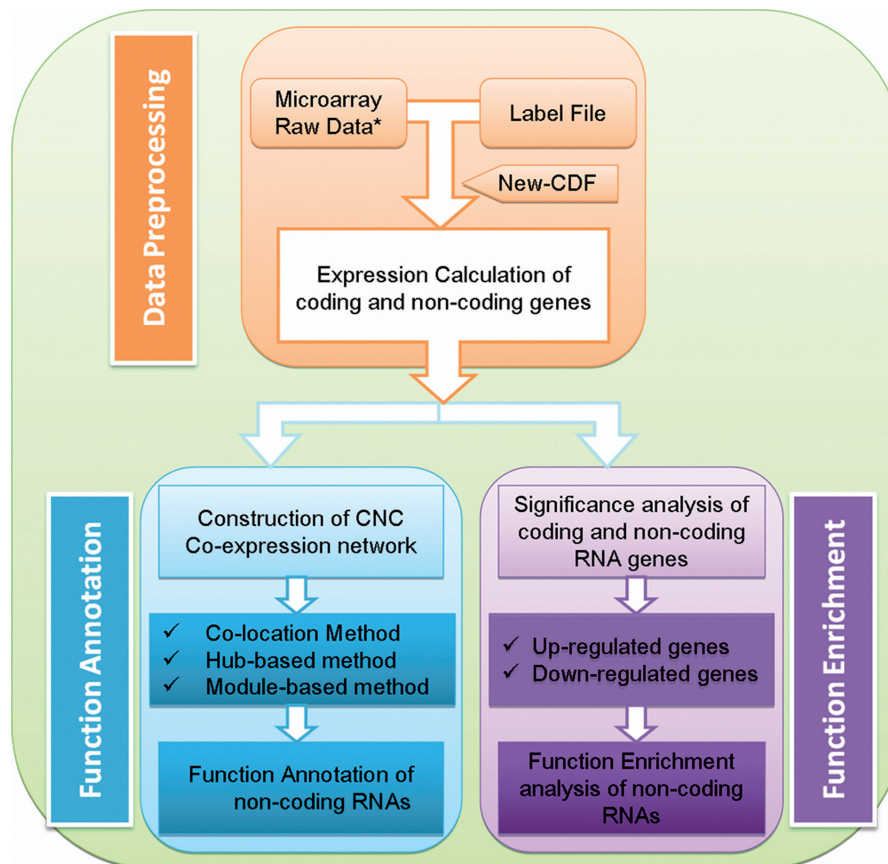 Data Preprocessing
Microarray
Raw Data*
Label File
New-CDF
Expression Calculation of
coding and non-coding genes
Function Annotation
Construction of CNC
Co-expression network
✓ Co-location Method
✓ Hub-based method
✓ Module-based method
Function Annotation of
non-coding RNAs
Significance analysis of
coding and non-coding
RNA genes
✓ Up-regulated genes
✓ Down-regulated genes
Function Enrichment
analysis of non-coding
RNAs
Function Enrichment